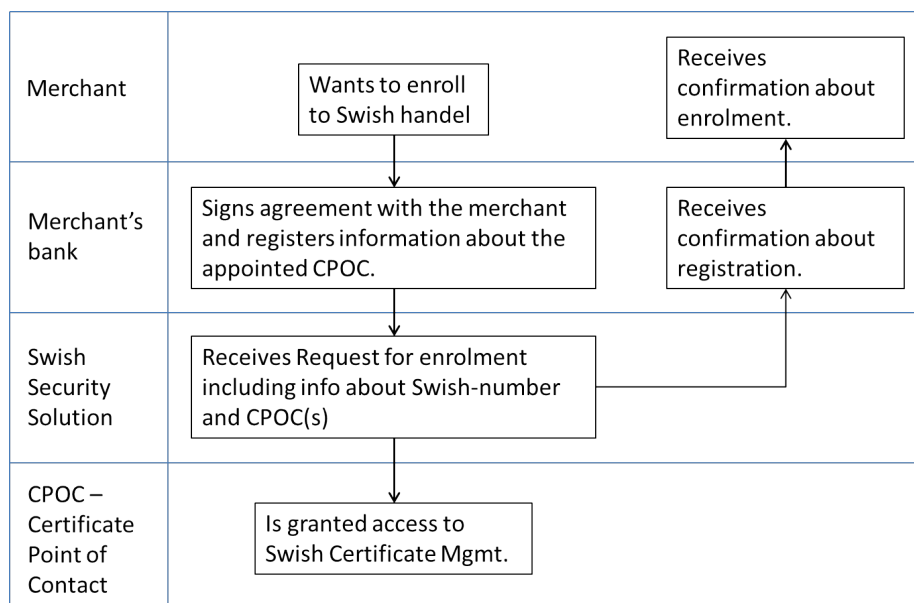 Merchant
Wants to enroll
to Swish handel
Receives
confirmation about
enrolment.
Merchant’s
bank
Signs agreement with the merchant
and registers information about the
appointed CPOC.
Receives
confirmation about
registration.
Swish
Security
Solution
Receives Request for enrolment
including info about Swish-number
and CPOC(s)
CPOC –
Certificate
Point of
Contact
Is granted access to
Swish Certificate Mgmt.